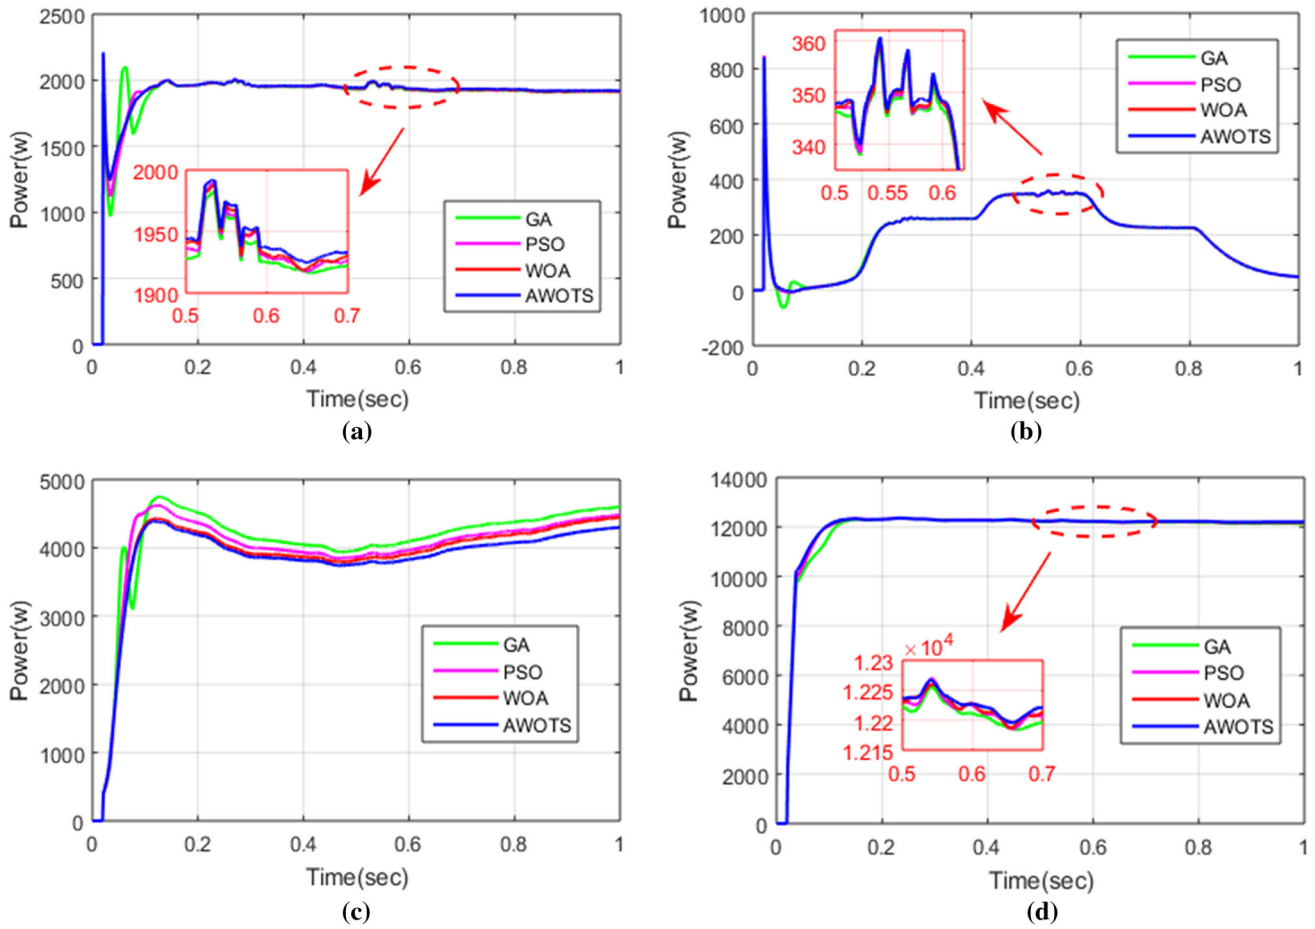 2500
2000
1500
1000
500
0
Power(w)
0
0.2
0.4
0.6
0.8
1
Time(sec)
2000
1950
1900
0.5
0.6
0.7
GA
PSO
WOA
AWOTS
(a)
1000
800
600
400
200
0
-200
Power(w)
0
0.2
0.4
0.6
0.8
1
Time(sec)
360
350
340
0.5
0.55
0.6
GA
PSO
WOA
AWOTS
(b)
5000
4000
3000
2000
1000
0
Power(w)
0
0.2
0.4
0.6
0.8
1
Time(sec)
GA
PSO
WOA
AWOTS
(c)
14000
12000
10000
8000
6000
4000
2000
0
Power(w)
0
0.2
0.4
0.6
0.8
1
Time(sec)
× 10⁴
1.23
1.225
1.22
1.215
0.5
0.6
0.7
GA
PSO
WOA
AWOTS
(d)